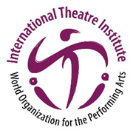 International Theatre Institute
World Organization for the Performing Arts